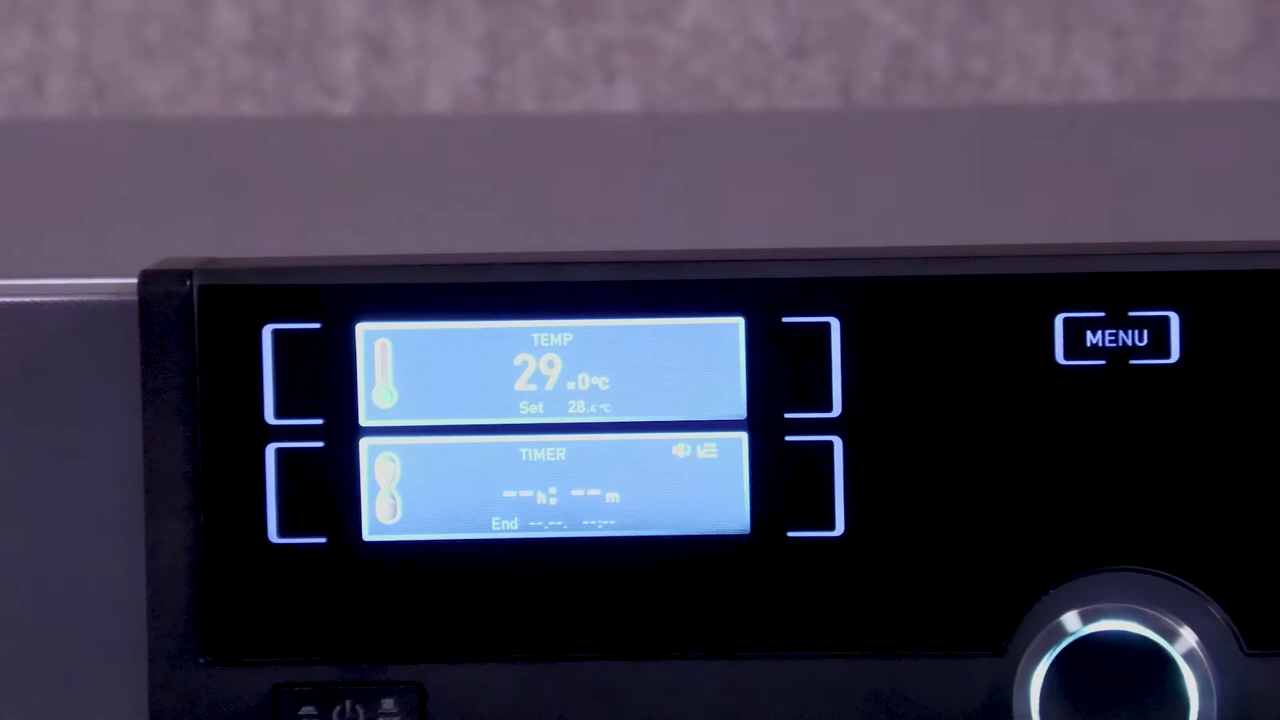 TEMP
29.0°C
Set 28.4°C
MENU
TIMER
--h: --m
End --.--. --:--